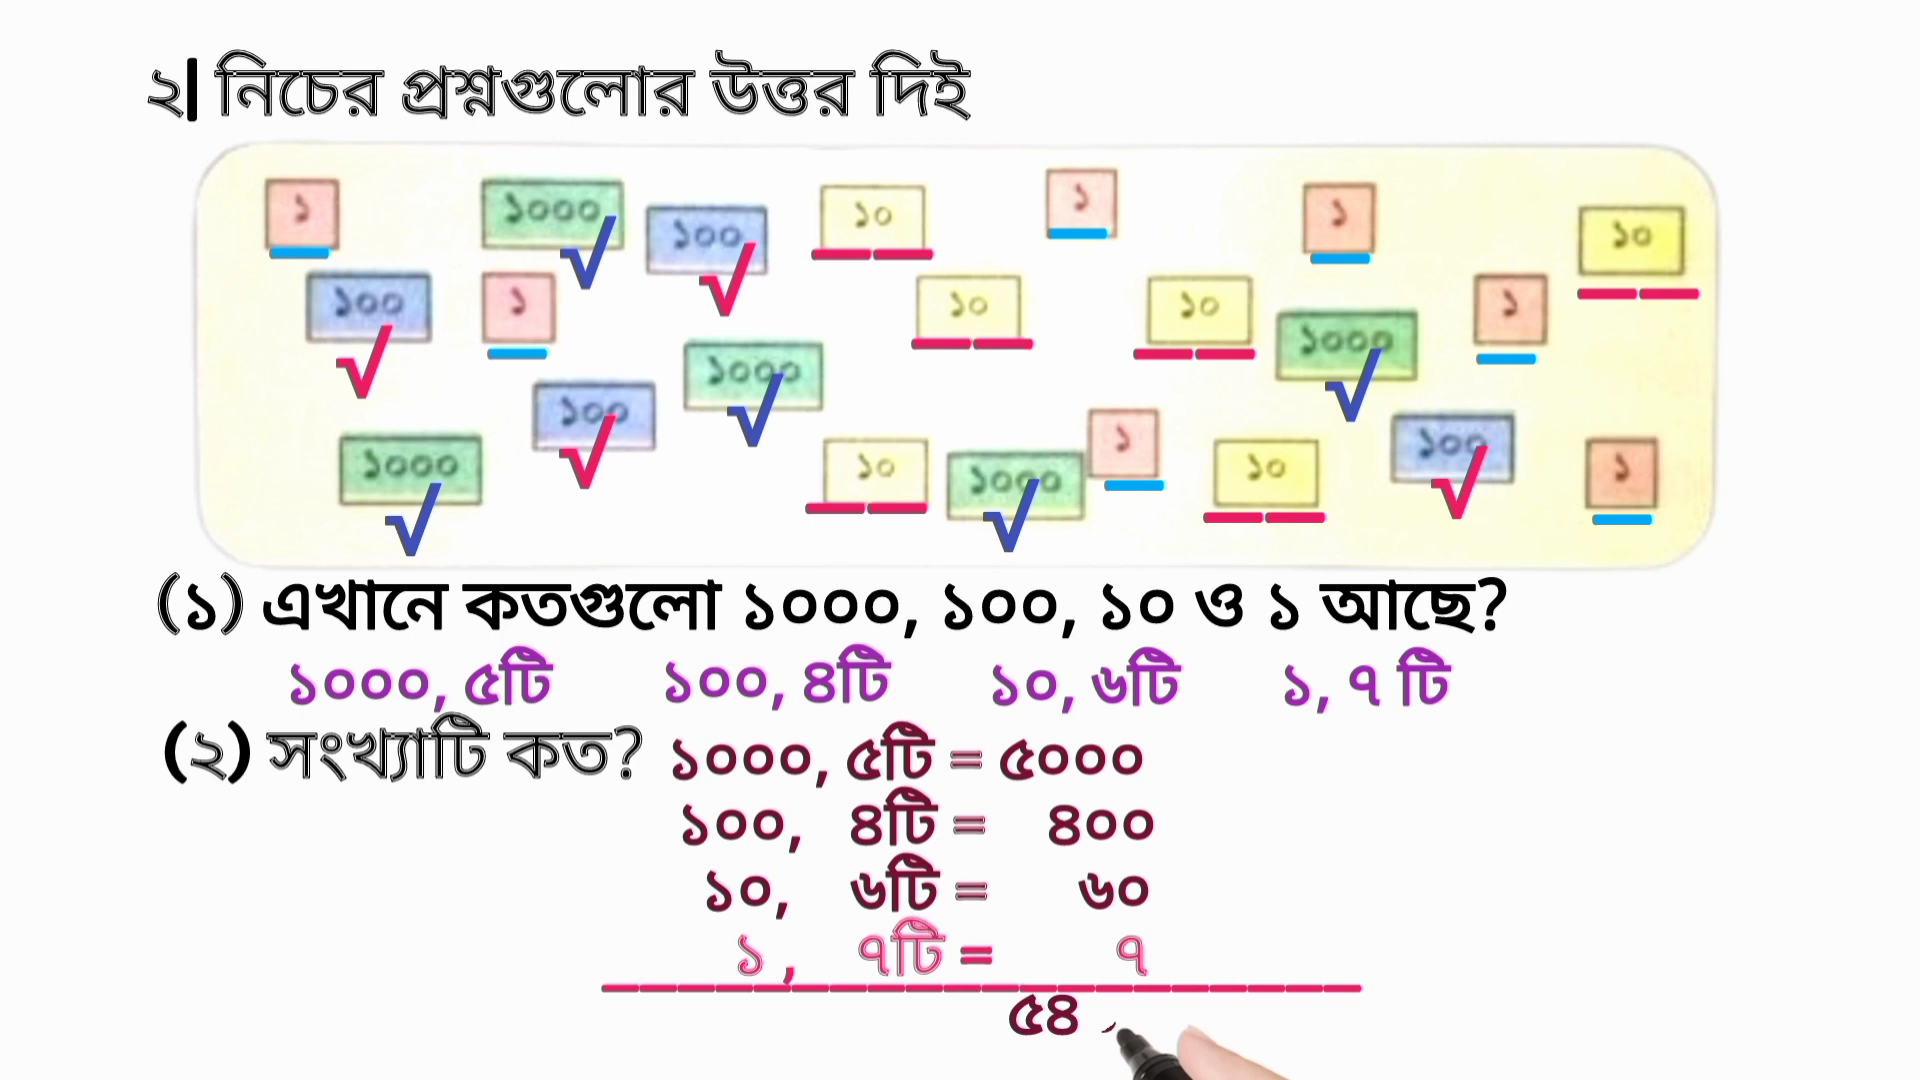 ২| নিচের প্রশ্নগুলোর উত্তর দিই
১ ১০০০ ১০০ ১০ ১ ১ ১০
১০০ ১ ১০ ১০ ১০০০ ১
১০০০ ১০০ ১০০০ ১০ ১০০০ ১ ১০ ১০০ ১
(১) এখানে কতগুলো ১০০০, ১০০, ১০ ও ১ আছে?
১০০০, ৫টি ১০০, ৪টি ১০, ৬টি ১, ৭ টি
(২) সংখ্যাটি কত? ১০০০, ৫টি = ৫০০০
১০০, ৪টি = ৪০০
১০, ৬টি = ৬০
১, ৭টি = ৭
৫৪